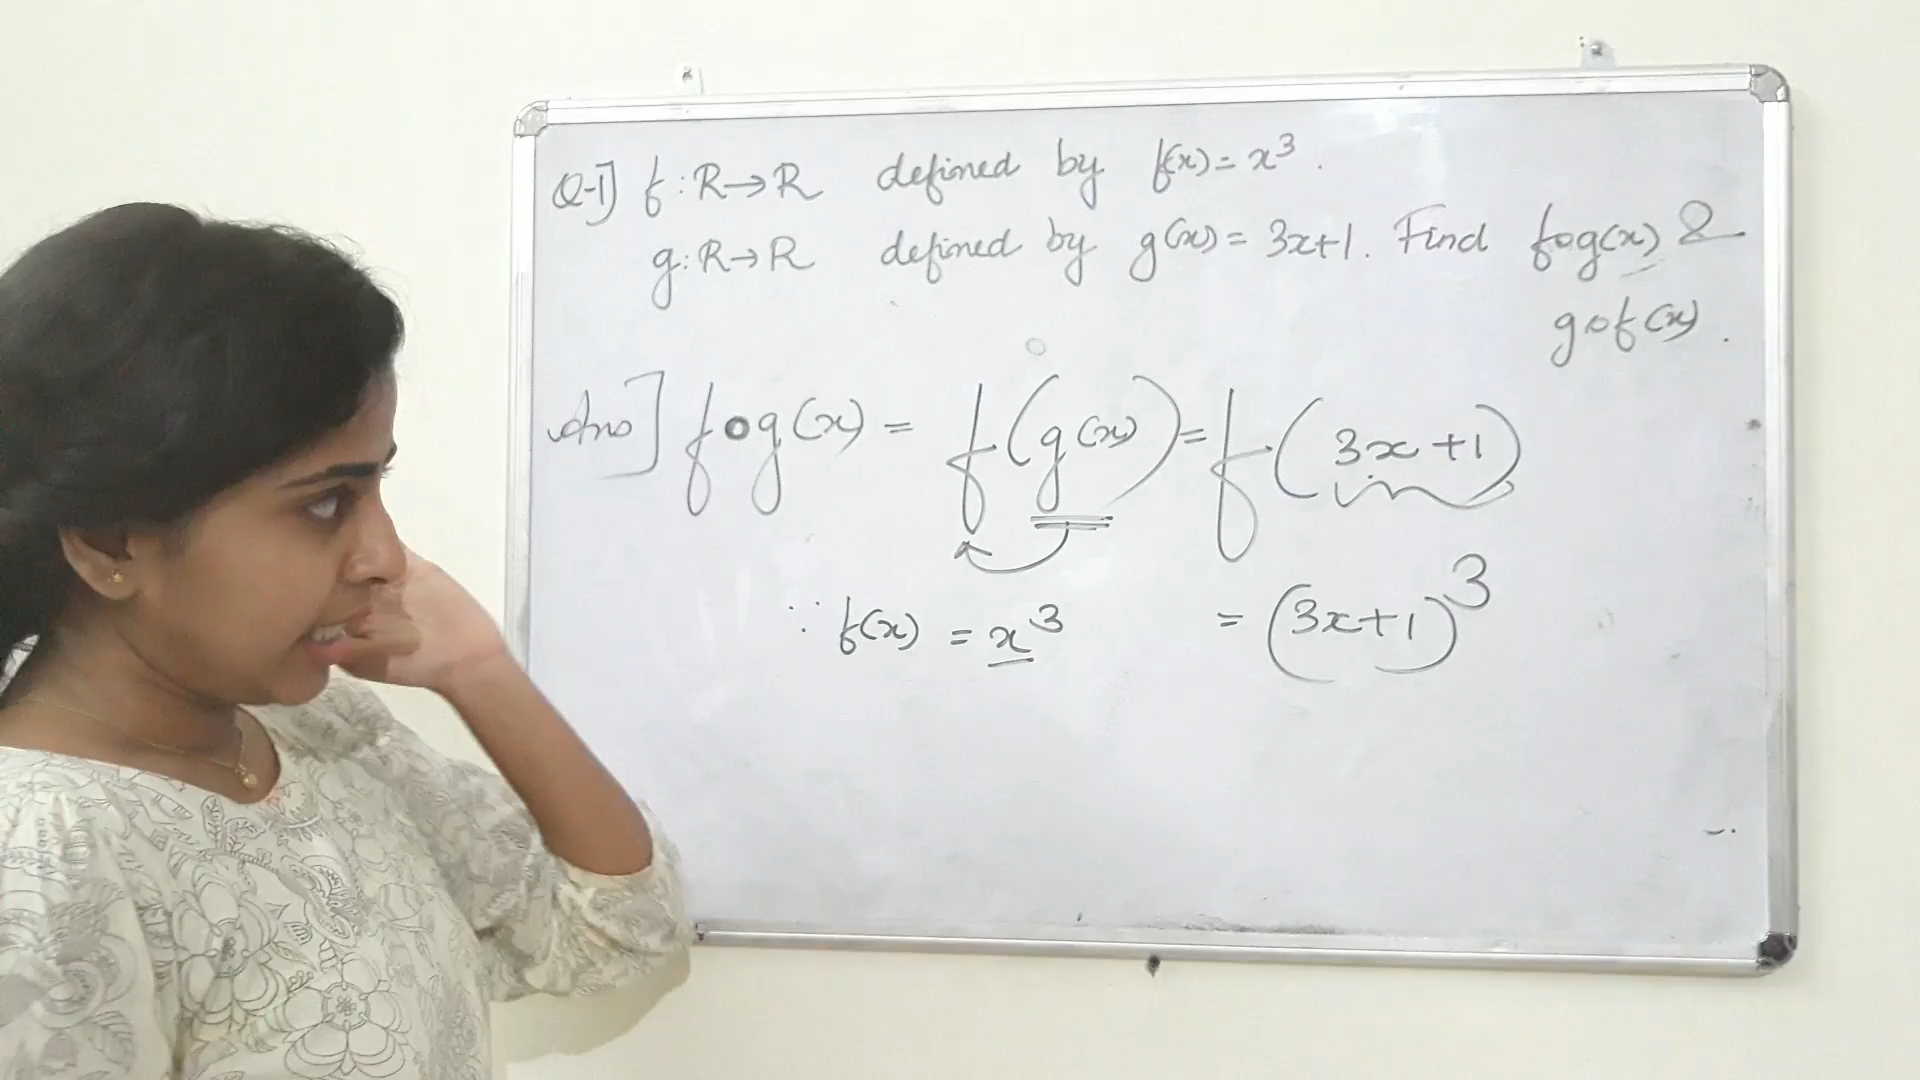 Q-1] f : R→R defined by f(x) = x³.
g : R→R defined by g(x) = 3x+1. Find fog(x) &
gof(x).
Ans] fog(x) = f(g(x)) = f(3x+1)
∵ f(x) = x³ = (3x+1)³